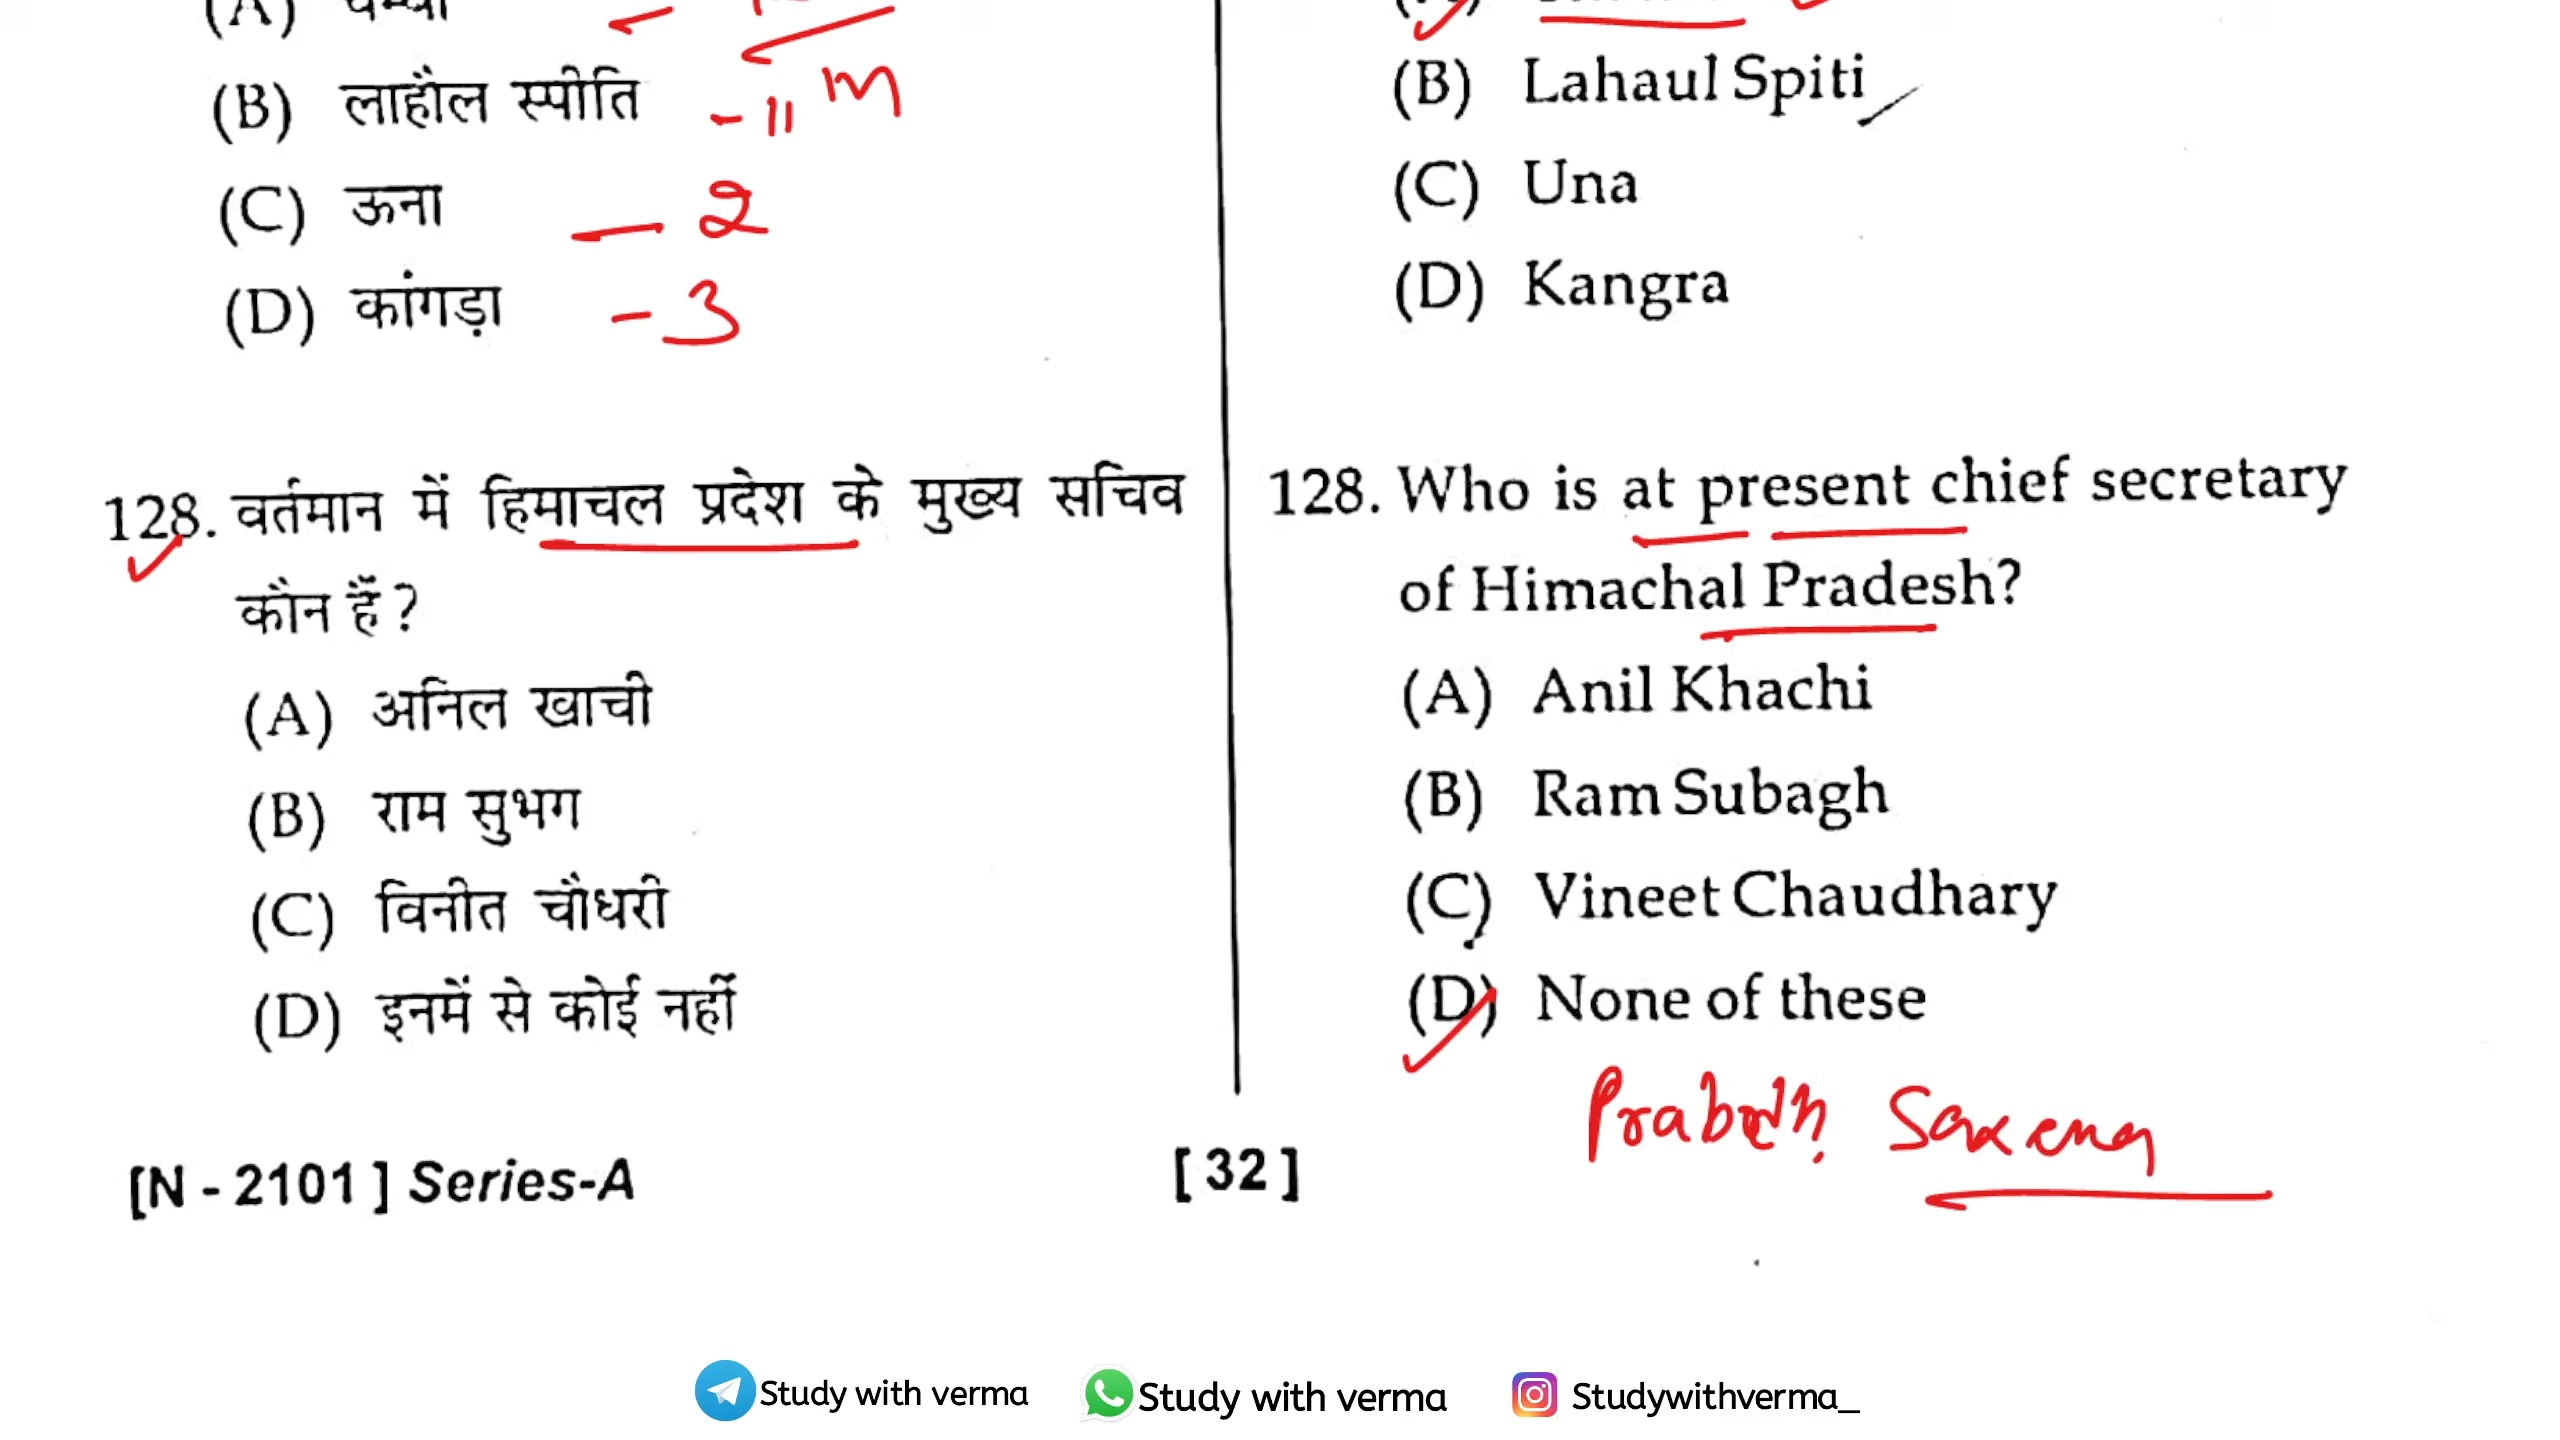 (B) लाहौल स्पीति - 11 m
(C) ऊना - 2
(D) कांगड़ा - 3
128. वर्तमान में हिमाचल प्रदेश के मुख्य सचिव
कौन हैं ?
(A) अनिल खाची
(B) राम सुभग
(C) विनीत चौधरी
(D) इनमें से कोई नहीं
(B) Lahaul Spiti
(C) Una
(D) Kangra
128. Who is at present chief secretary
of Himachal Pradesh?
(A) Anil Khachi
(B) Ram Subagh
(C) Vineet Chaudhary
(D) None of these
Saxena
[N - 2101 ] Series-A
[ 32 ]
Study with verma
Study with verma
Studywithverma_